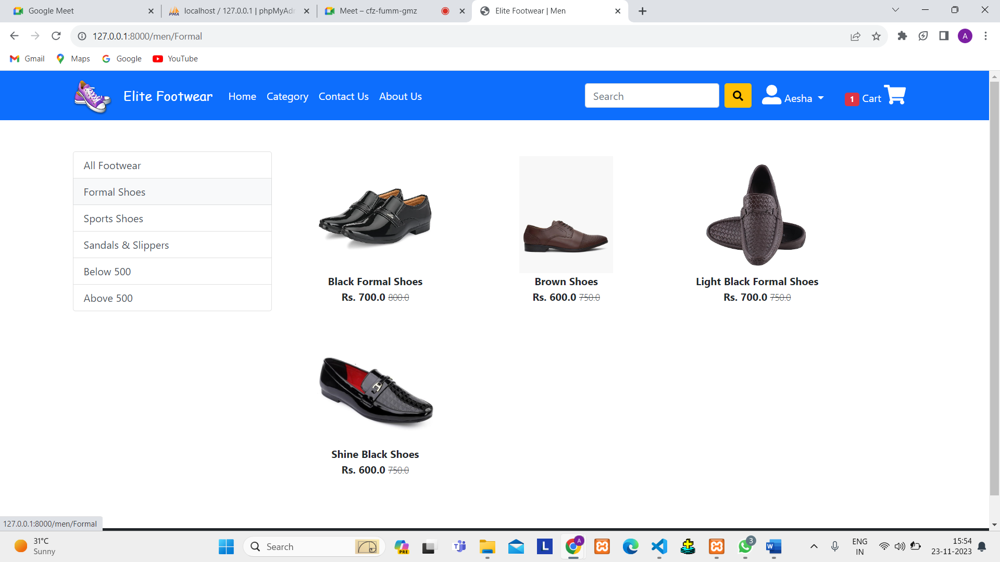 Google Meet
localhost / 127.0.0.1 | phpMyAdr
Meet – cfz-fumm-gmz
Elite Footwear | Men
127.0.0.1:8000/men/Formal
A
Gmail
Maps
Google
YouTube
Elite Footwear
Home
Category
Contact Us
About Us
Search
Aesha
1 Cart
All Footwear
Formal Shoes
Sports Shoes
Sandals & Slippers
Below 500
Above 500
Black Formal Shoes
Rs. 700.0 800.0
Brown Shoes
Rs. 600.0 750.0
Light Black Formal Shoes
Rs. 700.0 750.0
Shine Black Shoes
Rs. 600.0 750.0
127.0.0.1:8000/men/Formal
31°C
Sunny
Search
PRE
L
A
3
W
ENG
IN
15:54
23-11-2023